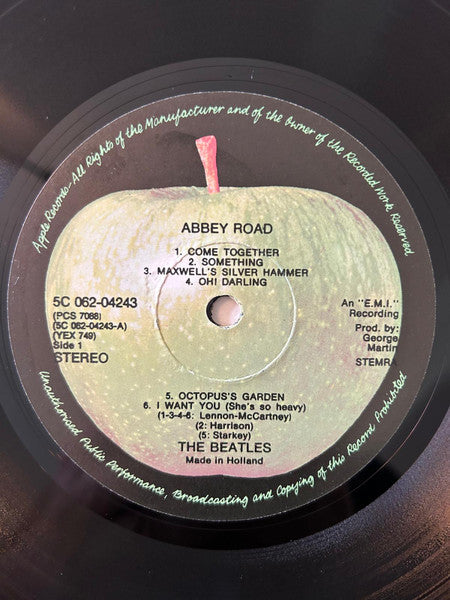 Apple Records-All Rights of the Manufacturer and of the Owner of the Recorded Work Reserved
ABBEY ROAD
1. COME TOGETHER
2. SOMETHING
3. MAXWELL'S SILVER HAMMER
4. OH! DARLING
5C 062-04243
(PCS 7088)
(5C 062-04243-A)
(YEX 749)
Side 1
STEREO
An "E.M.I."
Recording
Prod. by:
George
Martin
STEMRA
5. OCTOPUS'S GARDEN
6. I WANT YOU (She's so heavy)
(1-3-4-6: Lennon-McCartney)
(2: Harrison)
(5: Starkey)
THE BEATLES
Made in Holland
Unauthorised Public Performance, Broadcasting and Copying of this Record Prohibited